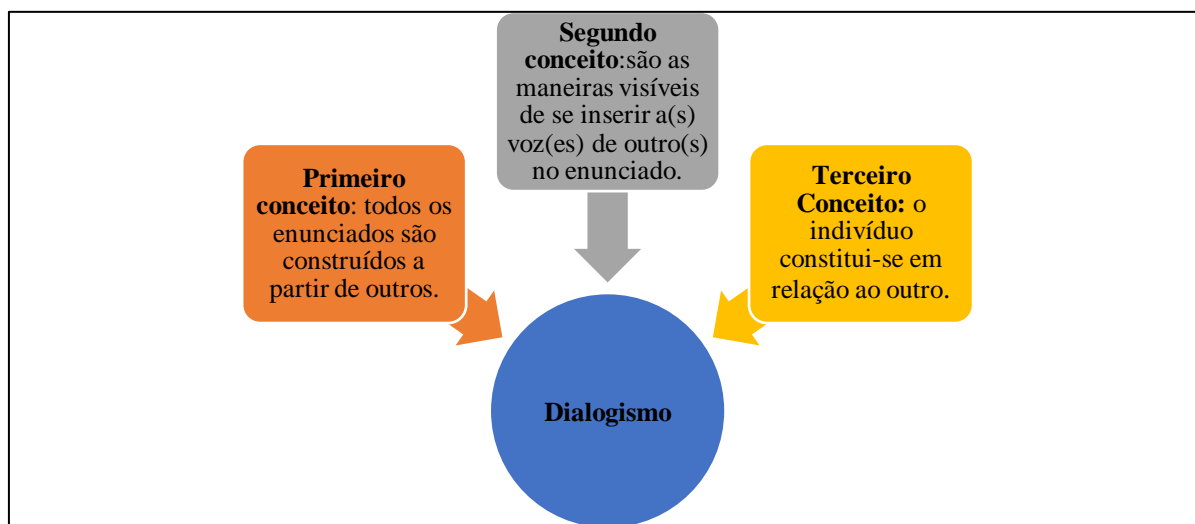 Primeiro
conceito: todos os
enunciados são
construídos a
partir de outros.
Segundo
conceito:são as
maneiras visíveis
de se inserir a(s)
voz(es) de outro(s)
no enunciado.
Terceiro
Conceito: o
indivíduo
constitui-se em
relação ao outro.
Dialogismo